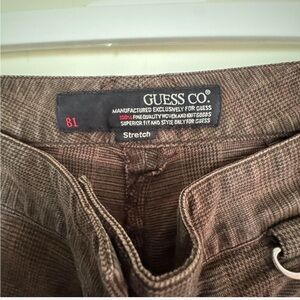 GUESS CO.®
MANUFACTURED EXCLUSIVELY FOR GUESS
100% FINE QUALITY WOVEN AND KNIT GOODS
SUPERIOR FIT AND STYLE ONLY FOR GUESS
81
Stretch